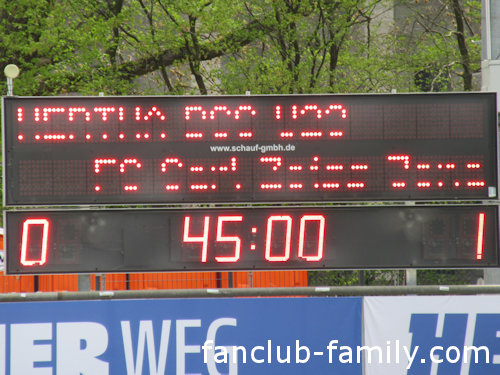 HERTHA BSC U23
www.schauf-gmbh.de
FC Carl Zeiss Jena
0 45:00 1
WEG
fanclub-family.com